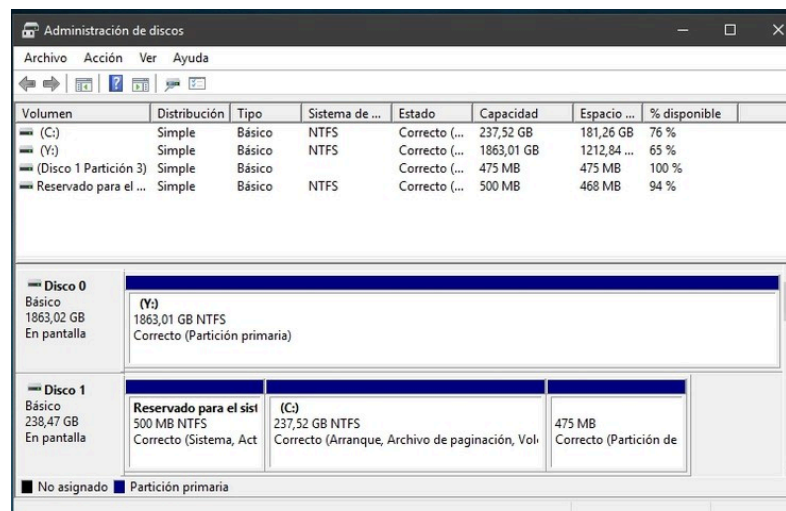 Administración de discos
Archivo Acción Ver Ayuda
Volumen Distribución Tipo Sistema de ... Estado Capacidad Espacio ... % disponible
(C:) Simple Básico NTFS Correcto (... 237,52 GB 181,26 GB 76 %
(Y:) Simple Básico NTFS Correcto (... 1863,01 GB 1212,84 ... 65 %
(Disco 1 Partición 3) Simple Básico Correcto (... 475 MB 475 MB 100 %
Reservado para el ... Simple Básico NTFS Correcto (... 500 MB 468 MB 94 %
Disco 0
Básico
1863,02 GB
En pantalla
(Y:)
1863,01 GB NTFS
Correcto (Partición primaria)
Disco 1
Básico
238,47 GB
En pantalla
Reservado para el sist
500 MB NTFS
Correcto (Sistema, Act
(C:)
237,52 GB NTFS
Correcto (Arranque, Archivo de paginación, Vol
475 MB
Correcto (Partición de
No asignado Partición primaria